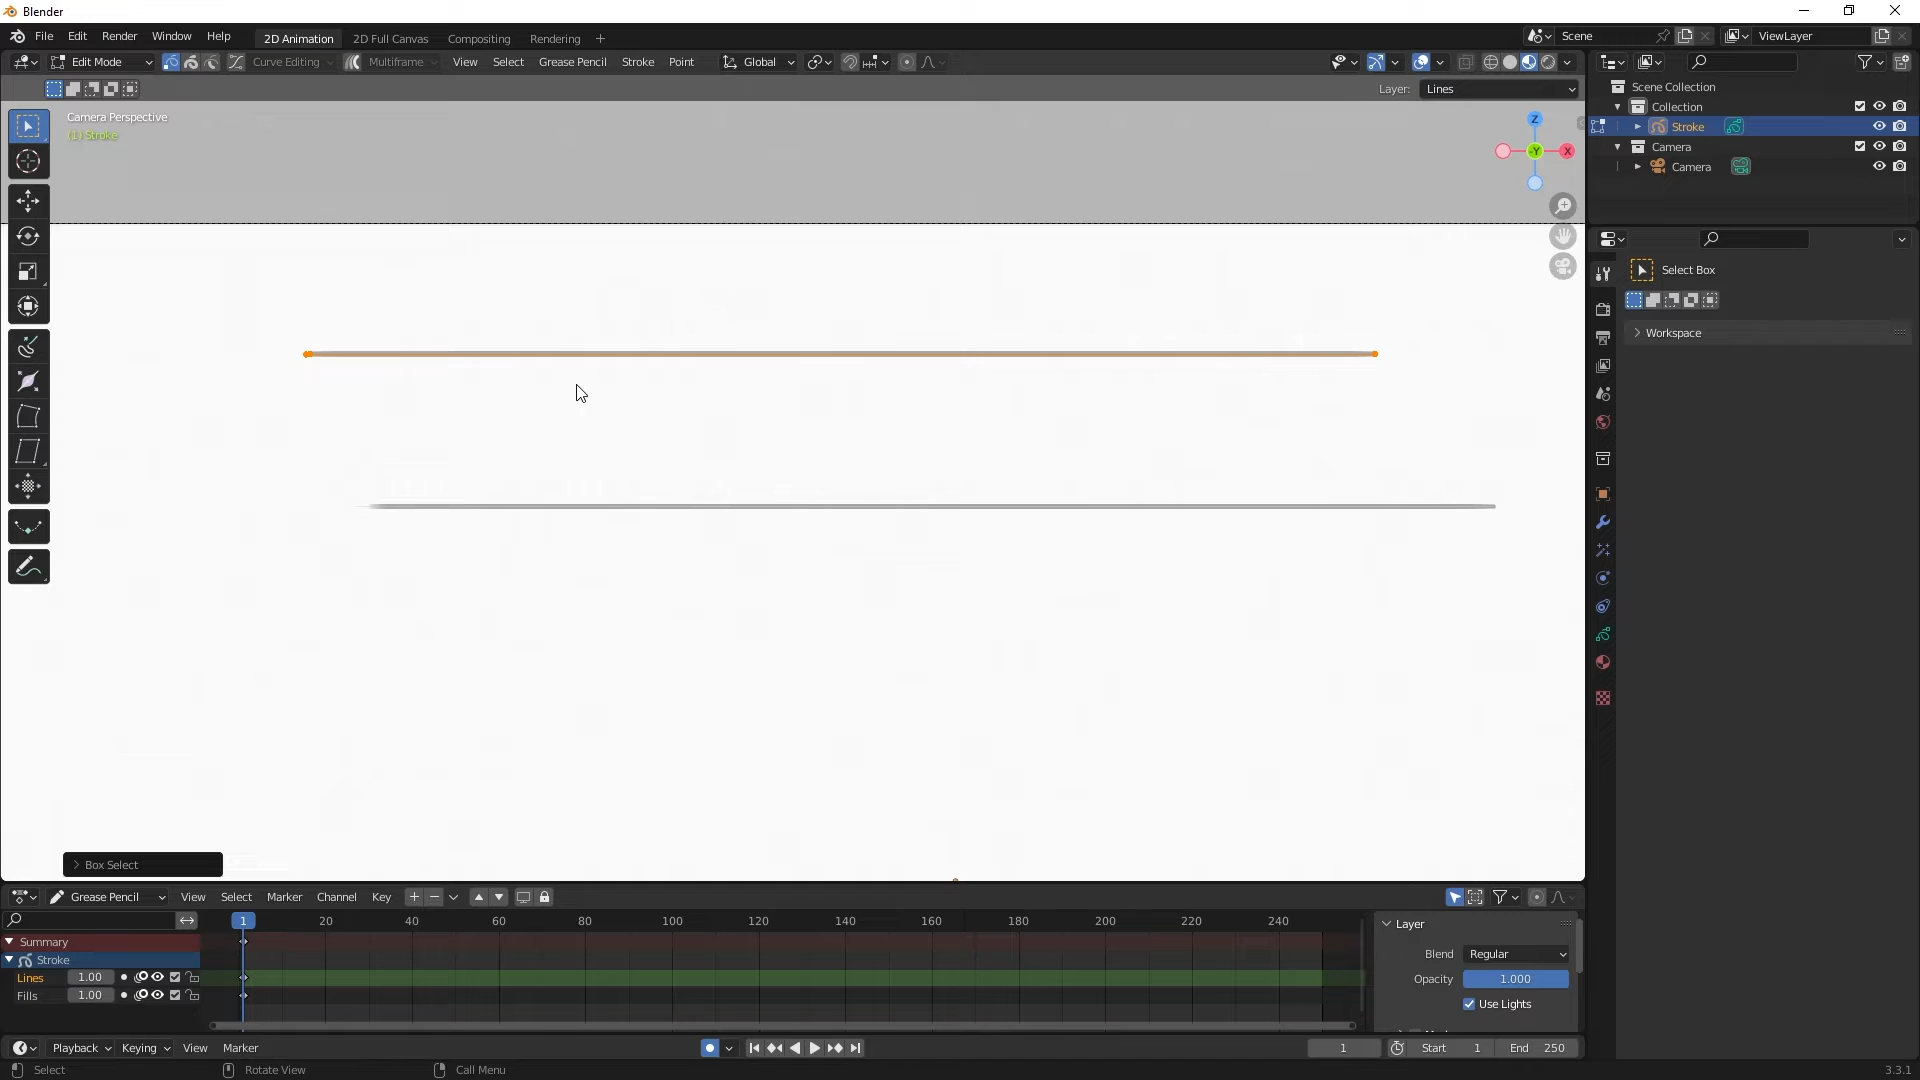 Blender
File Edit Render Window Help 2D Animation 2D Full Canvas Compositing Rendering + Scene ViewLayer
Edit Mode Curve Editing Multiframe View Select Grease Pencil Stroke Point Global
Layer: Lines
Camera Perspective
(1) Stroke
Z
-Y
X
Scene Collection
Collection
Stroke
Camera
Camera
Select Box
Workspace
Box Select
Grease Pencil View Select Marker Channel Key
1 20 40 60 80 100 120 140 160 180 200 220 240
Summary
Stroke
Lines 1.00
Fills 1.00
Layer
Blend Regular
Opacity 1.000
Use Lights
Playback Keying View Marker 1 Start 1 End 250
Select Rotate View Call Menu 3.3.1